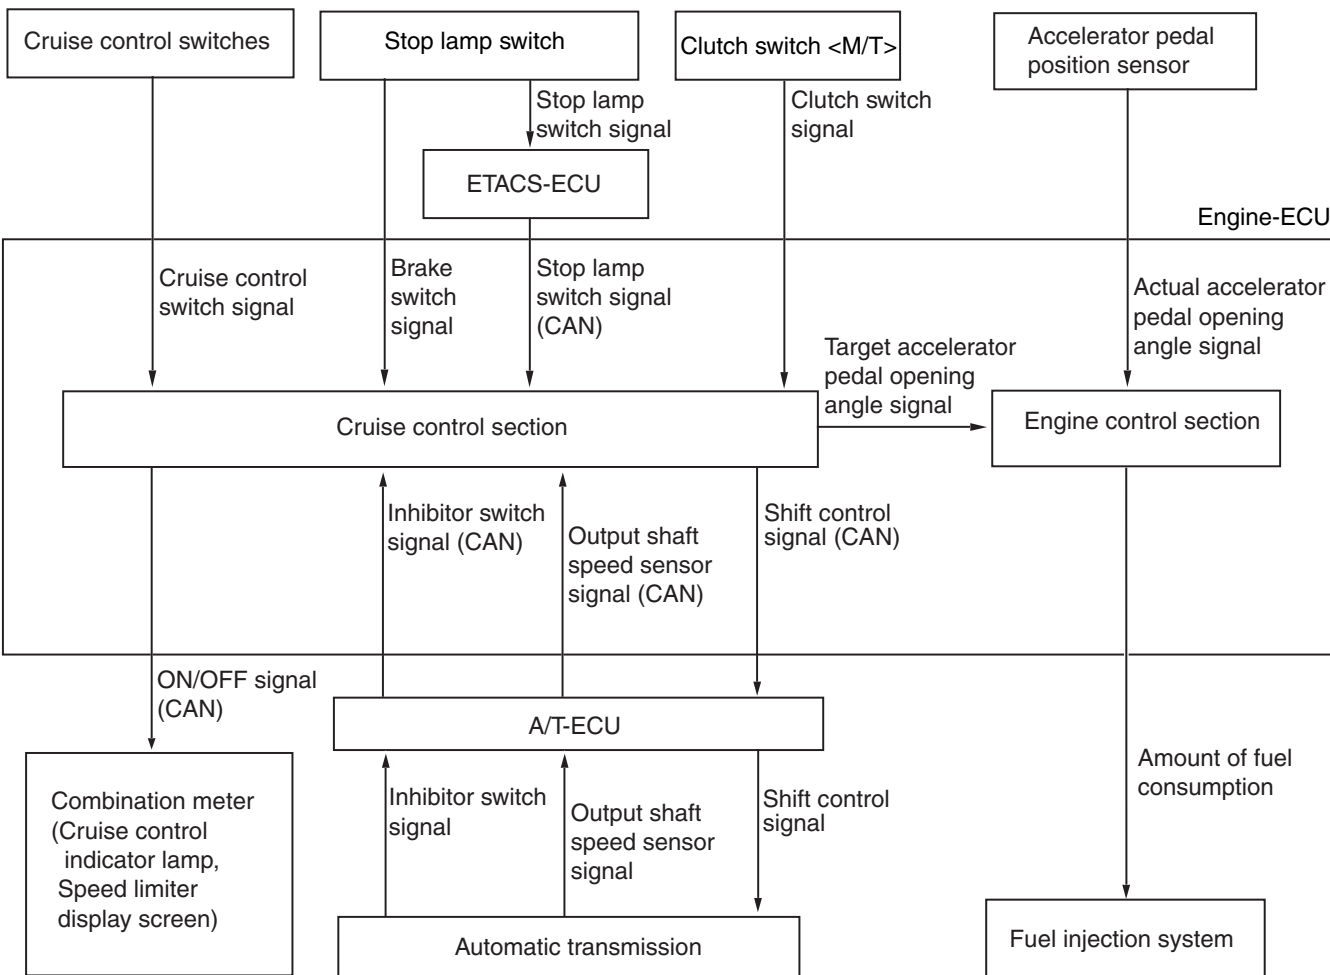 Cruise control switches
Stop lamp switch
Clutch switch <M/T>
Accelerator pedal
position sensor
Stop lamp
switch signal
Clutch switch
signal
ETACS-ECU
Engine-ECU
Cruise control
switch signal
Brake
switch
signal
Stop lamp
switch signal
(CAN)
Actual accelerator
pedal opening
angle signal
Target accelerator
pedal opening
angle signal
Cruise control section
Engine control section
Inhibitor switch
signal (CAN)
Output shaft
speed sensor
signal (CAN)
Shift control
signal (CAN)
ON/OFF signal
(CAN)
A/T-ECU
Combination meter
(Cruise control
indicator lamp,
Speed limiter
display screen)
Inhibitor switch
signal
Output shaft
speed sensor
signal
Shift control
signal
Amount of fuel
consumption
Automatic transmission
Fuel injection system